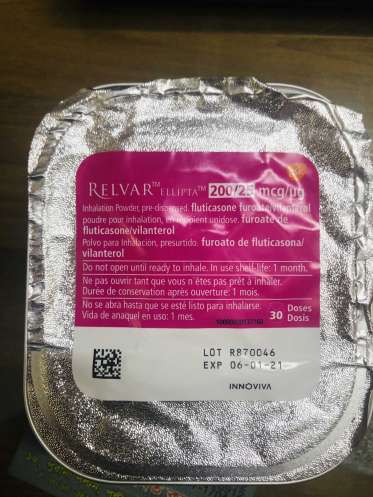 RELVAR™ ELLIPTA™ 200/25 mcg/µg
Inhalation Powder, pre-dispensed. fluticasone furoate/vilanterol
poudre pour inhalation, en récipient unidose. furoate de
fluticasone/vilanterol
Polvo para Inhalación, presurtido. furoato de fluticasona/
vilanterol
Do not open until ready to inhale. In use shelf-life: 1 month.
Ne pas ouvrir tant que vous n'êtes pas prêt à inhaler.
Durée de conservation après ouverture: 1 mois.
No se abra hasta que se esté listo para inhalarse.
Vida de anaquel en uso: 1 mes.
30 Doses
Dosis
LOT R870046
EXP 06-01-21
INNOVIVA